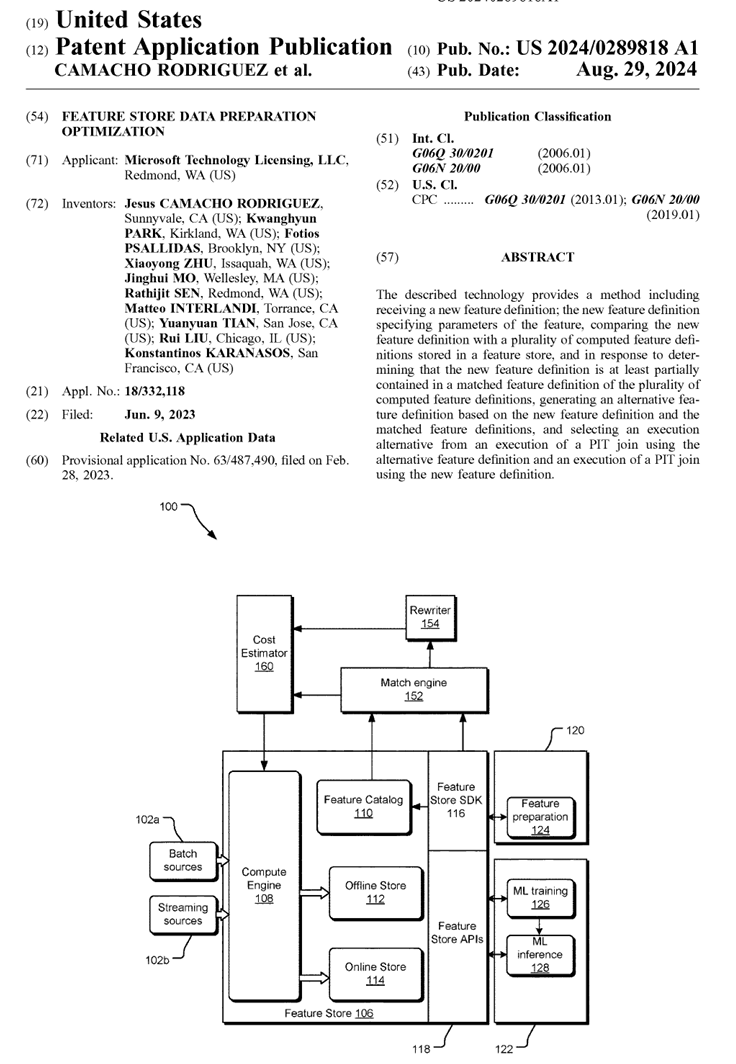 (19) United States
(12) Patent Application Publication
CAMACHO RODRIGUEZ et al.
(10) Pub. No.: US 2024/0289818 A1
(43) Pub. Date: Aug. 29, 2024
(54) FEATURE STORE DATA PREPARATION
OPTIMIZATION
(71) Applicant: Microsoft Technology Licensing, LLC,
Redmond, WA (US)
(72) Inventors: Jesus CAMACHO RODRIGUEZ,
Sunnyvale, CA (US); Kwanghyun
PARK, Kirkland, WA (US); Fotios
PSALLIDAS, Brooklyn, NY (US);
Xiaoyong ZHU, Issaquah, WA (US);
Jinghui MO, Wellesley, MA (US);
Rathijit SEN, Redmond, WA (US);
Matteo INTERLANDI, Torrance, CA
(US); Yuanyuan TIAN, San Jose, CA
(US); Rui LIU, Chicago, IL (US);
Konstantinos KARANASOS, San
Francisco, CA (US)
(21) Appl. No.: 18/332,118
(22) Filed: Jun. 9, 2023
Related U.S. Application Data
(60) Provisional application No. 63/487,490, filed on Feb.
28, 2023.
Publication Classification
(51) Int. Cl.
G06Q 30/0201 (2006.01)
G06N 20/00 (2006.01)
(52) U.S. Cl.
CPC ......... G06Q 30/0201 (2013.01); G06N 20/00
(2019.01)
(57) ABSTRACT
The described technology provides a method including
receiving a new feature definition; the new feature definition
specifying parameters of the feature, comparing the new
feature definition with a plurality of computed feature defi-
nitions stored in a feature store, and in response to deter-
mining that the new feature definition is at least partially
contained in a matched feature definition of the plurality of
computed feature definitions, generating an alternative fea-
ture definition based on the new feature definition and the
matched feature definitions, and selecting an execution
alternative from an execution of a PIT join using the
alternative feature definition and an execution of a PIT join
using the new feature definition.
100
Rewriter
154
Cost
Estimator
160
Match engine
152
120
Feature Catalog
110
Feature
Store SDK
116
Feature
preparation
124
102a
Batch
sources
Compute
Engine
108
Offline Store
112
ML training
126
Streaming
sources
Feature
Store APIs
ML
inference
128
102b
Online Store
114
Feature Store 106
118
122